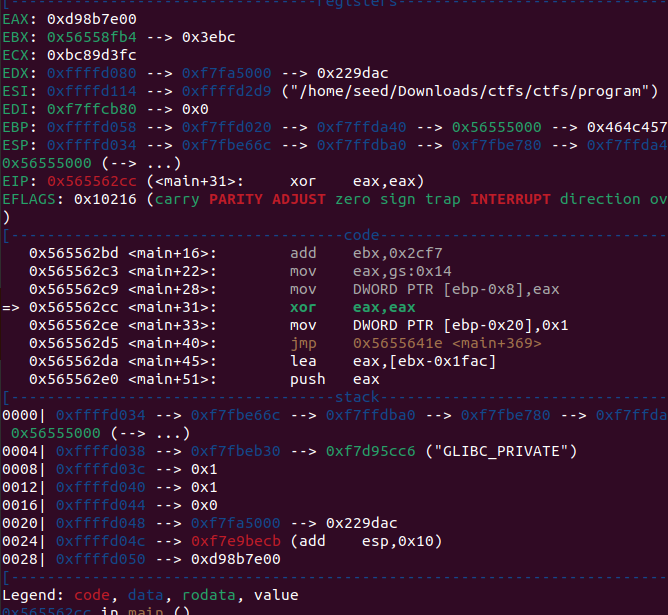 [----------------------------------registers-----------------------------------
EAX: 0xd98b7e00
EBX: 0x56558fb4 --> 0x3ebc
ECX: 0xbc89d3fc
EDX: 0xffffd080 --> 0xf7fa5000 --> 0x229dac
ESI: 0xffffd114 --> 0xffffd2d9 ("/home/seed/Downloads/ctfs/ctfs/program")
EDI: 0xf7ffcb80 --> 0x0
EBP: 0xffffd058 --> 0xf7ffd020 --> 0xf7ffda40 --> 0x56555000 --> 0x464c457
ESP: 0xffffd034 --> 0xf7fbe66c --> 0xf7ffdba0 --> 0xf7fbe780 --> 0xf7ffda4
0x56555000 (--> ...)
EIP: 0x565562cc (<main+31>: xor eax,eax)
EFLAGS: 0x10216 (carry PARITY ADJUST zero sign trap INTERRUPT direction ov
)
[-------------------------------------code-------------------------------------
0x565562bd <main+16>: add ebx,0x2cf7
0x565562c3 <main+22>: mov eax,gs:0x14
0x565562c9 <main+28>: mov DWORD PTR [ebp-0x8],eax
=> 0x565562cc <main+31>: xor eax,eax
0x565562ce <main+33>: mov DWORD PTR [ebp-0x20],0x1
0x565562d5 <main+40>: jmp 0x5655641e <main+369>
0x565562da <main+45>: lea eax,[ebx-0x1fac]
0x565562e0 <main+51>: push eax
[------------------------------------stack-------------------------------------
0000| 0xffffd034 --> 0xf7fbe66c --> 0xf7ffdba0 --> 0xf7fbe780 --> 0xf7ffda
0x56555000 (--> ...)
0004| 0xffffd038 --> 0xf7fbeb30 --> 0xf7d95cc6 ("GLIBC_PRIVATE")
0008| 0xffffd03c --> 0x1
0012| 0xffffd040 --> 0x1
0016| 0xffffd044 --> 0x0
0020| 0xffffd048 --> 0xf7fa5000 --> 0x229dac
0024| 0xffffd04c --> 0xf7e9becb (add esp,0x10)
0028| 0xffffd050 --> 0xd98b7e00
[------------------------------------------------------------------------------
Legend: code, data, rodata, value
0x565562cc in main ()